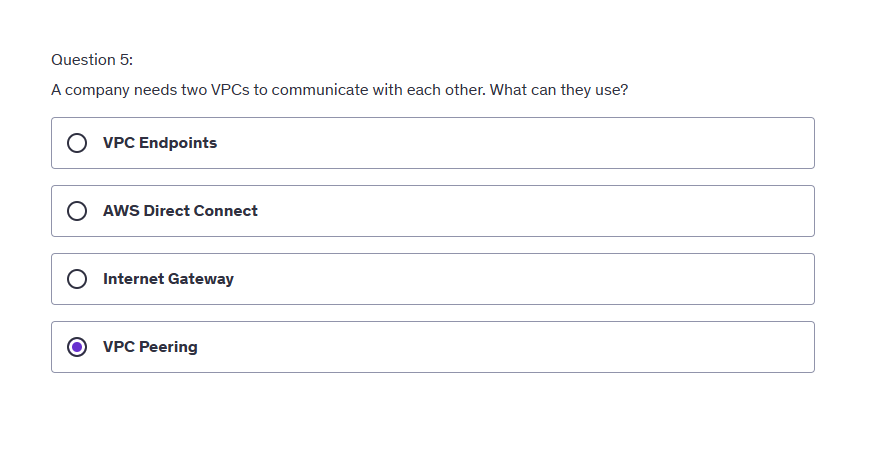 Question 5:
A company needs two VPCs to communicate with each other. What can they use?
VPC Endpoints
AWS Direct Connect
Internet Gateway
VPC Peering